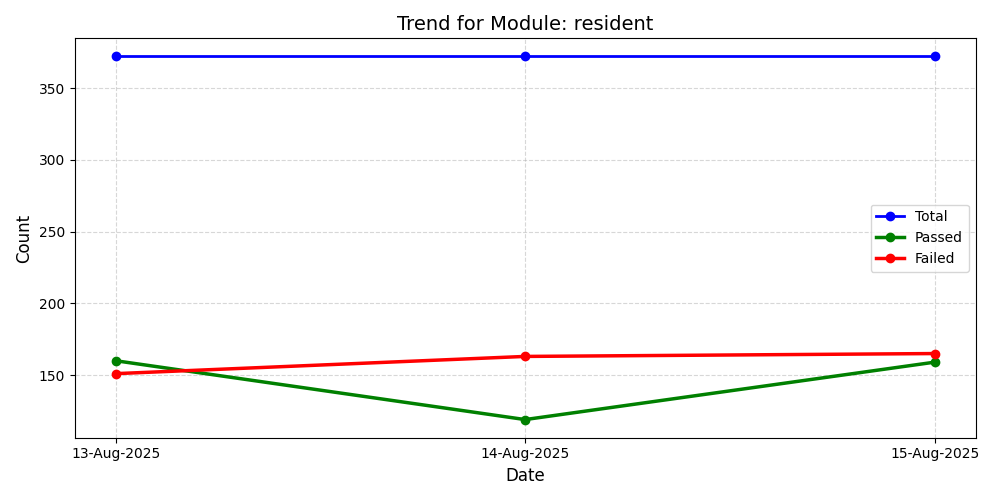 Trend for Module: resident
Count
350
300
250
200
150
Total
Passed
Failed
13-Aug-2025
14-Aug-2025
15-Aug-2025
Date